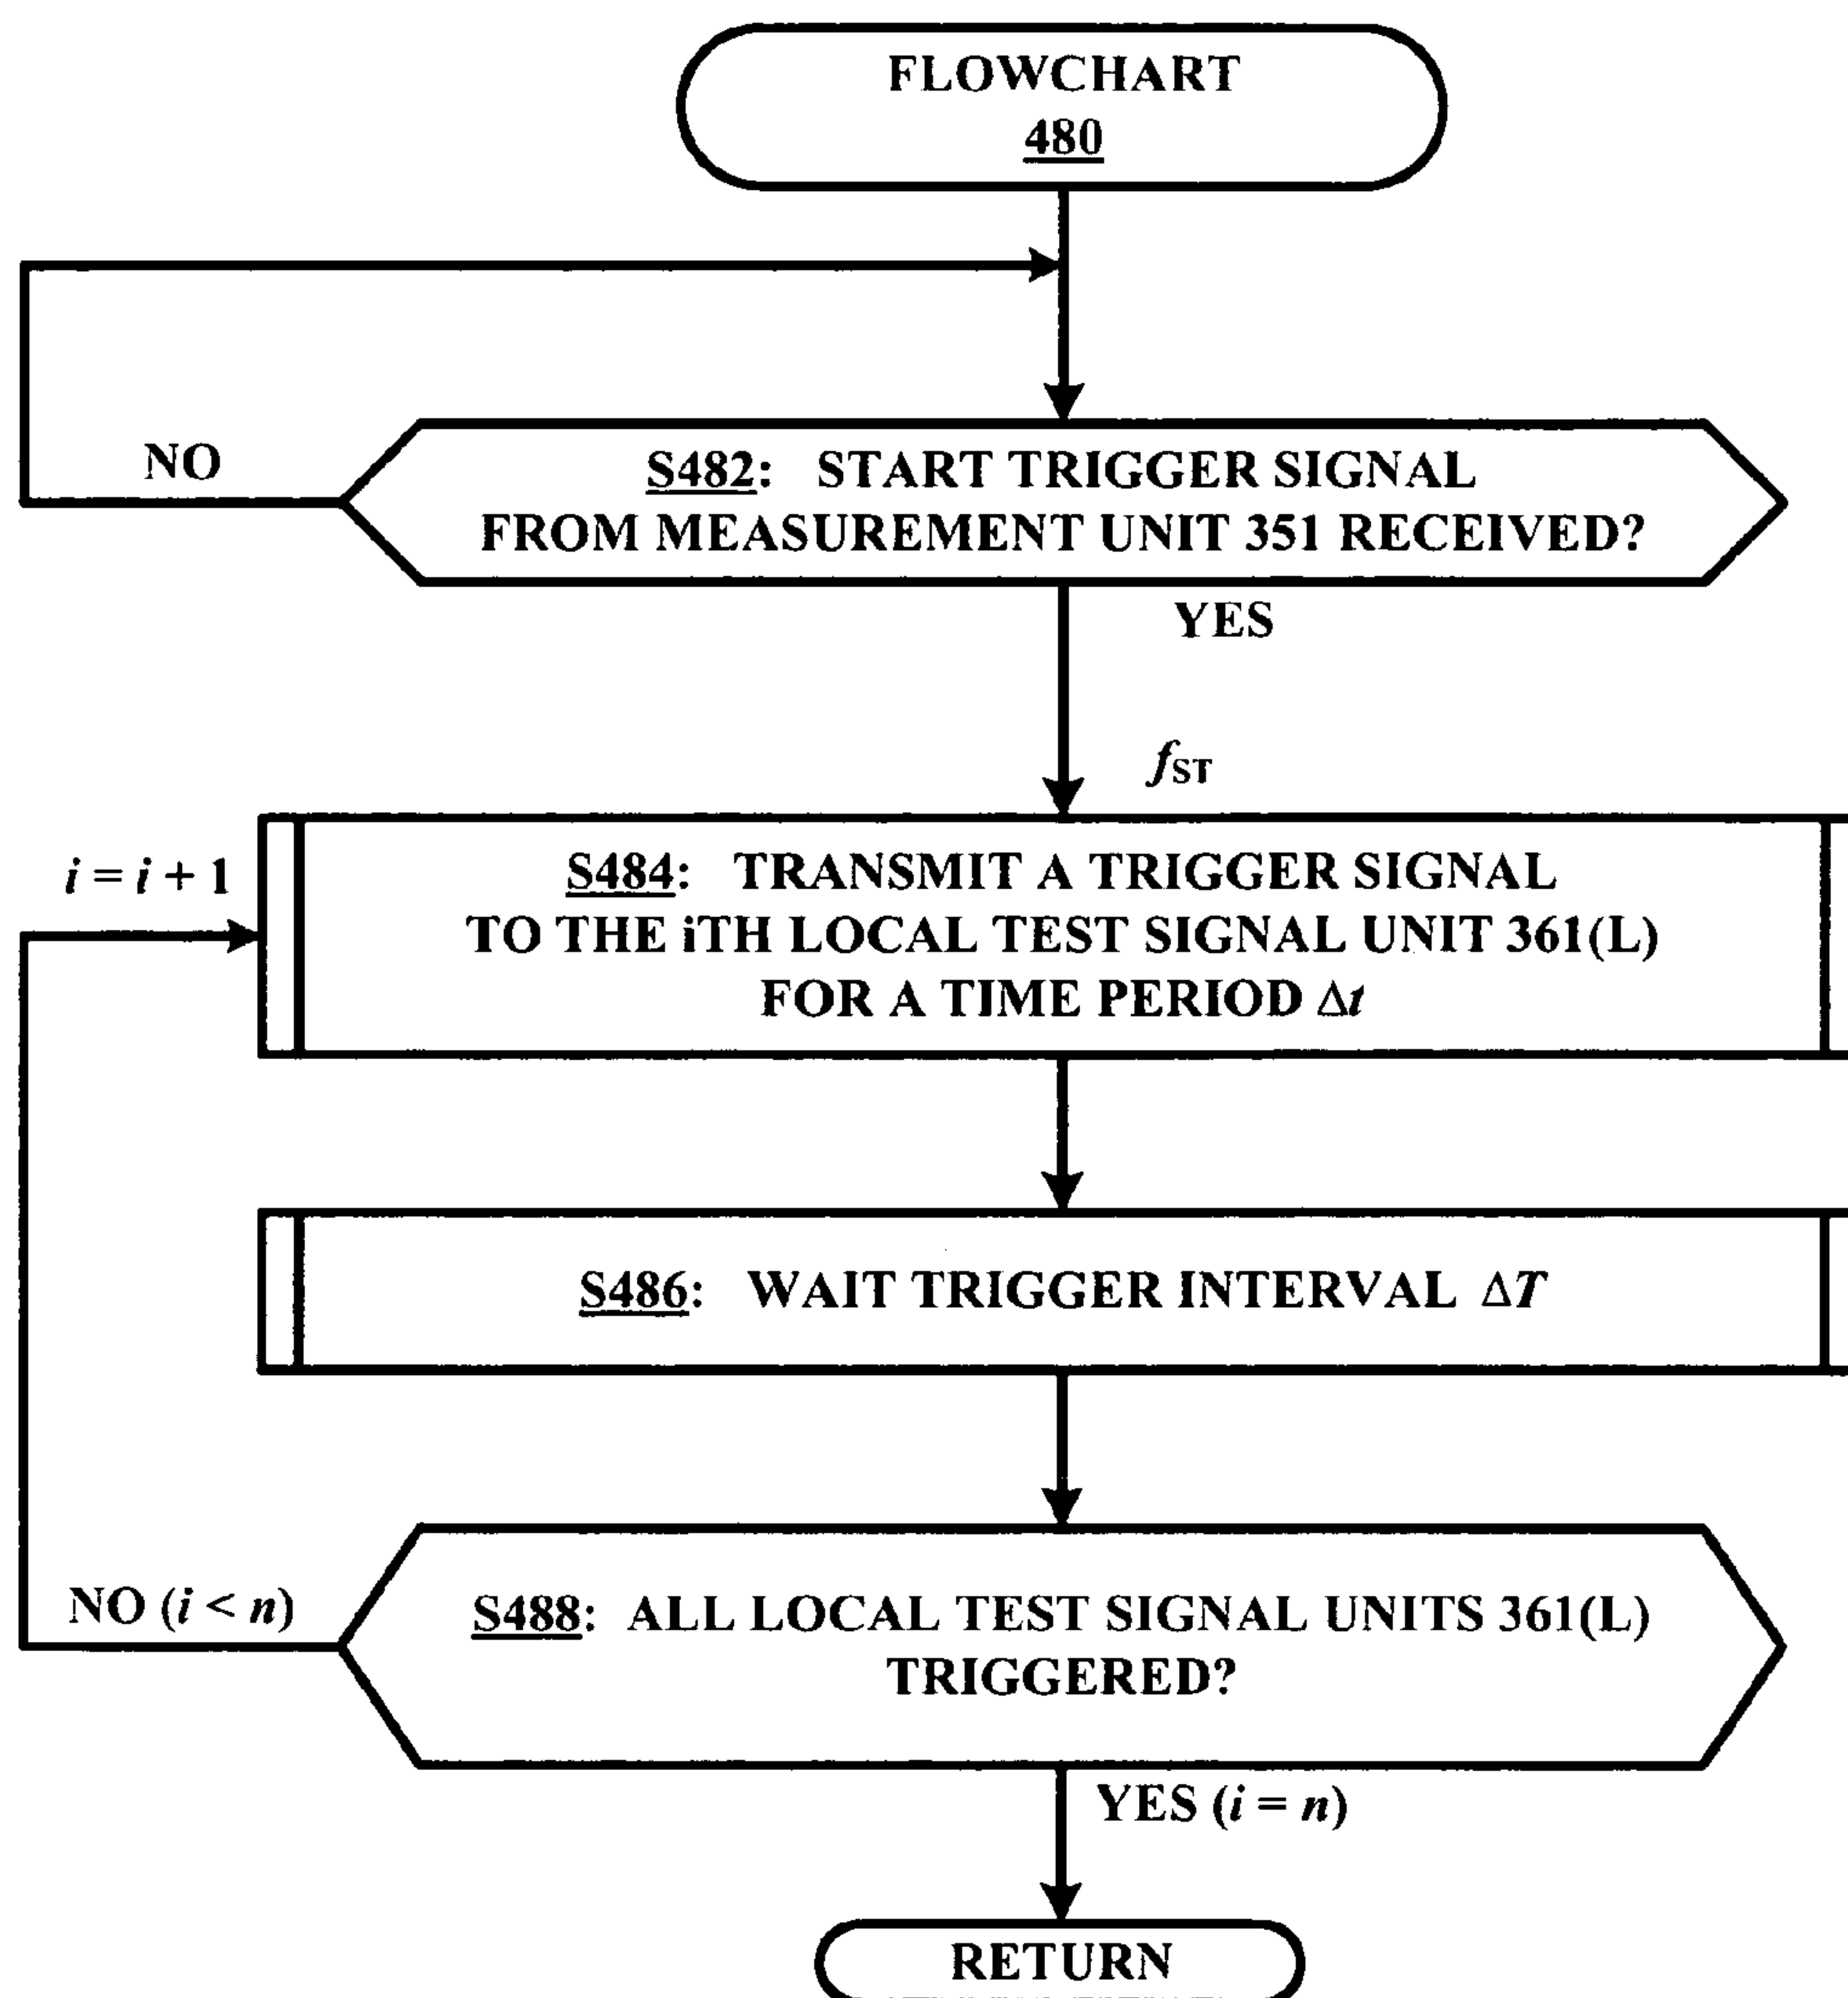 FLOWCHART
480
NO
S482: START TRIGGER SIGNAL
FROM MEASUREMENT UNIT 351 RECEIVED?
YES
fST
i = i + 1
S484: TRANSMIT A TRIGGER SIGNAL
TO THE iTH LOCAL TEST SIGNAL UNIT 361(L)
FOR A TIME PERIOD Δt
S486: WAIT TRIGGER INTERVAL ΔT
NO (i < n)
S488: ALL LOCAL TEST SIGNAL UNITS 361(L)
TRIGGERED?
YES (i = n)
RETURN